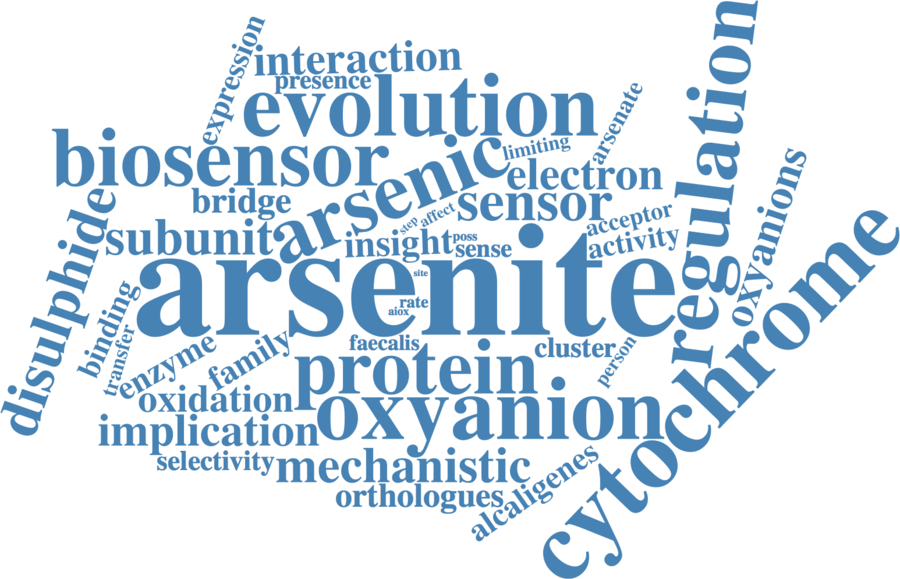 expression
interaction
presence
evolution
regulation
biosensor
arsenic
limiting
arsenate
electron
bridge
sensor
oxyanions
disulphide
subunit
step
affect
acceptor
insight
poss
sense
activity
arsenite
site
cytochrome
binding
rate
aiox
transfer
enzyme
family
faecalis
cluster
person
protein
oxidation
oxyanion
implication
selectivity
mechanistic
orthologues
alcaligenes